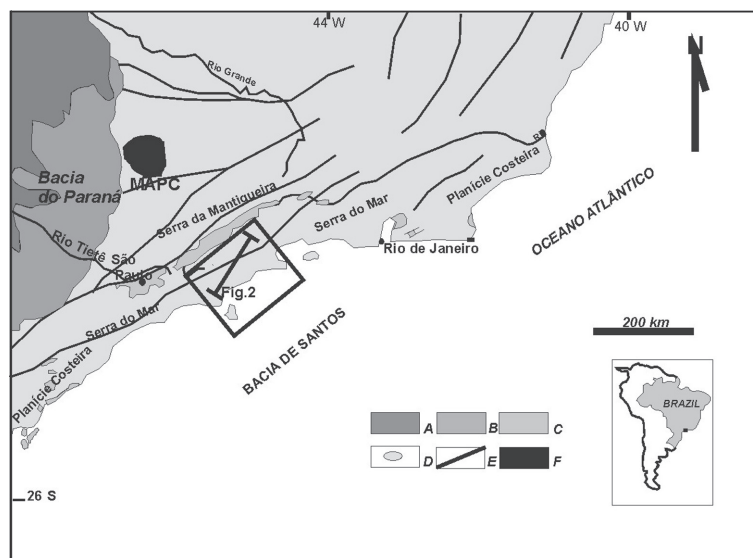 44 W
40 W
N
Rio Grande
R
Bacia
do Paraná
MAPC
Planície Costeira
Serra da Mantiqueira
Serra do Mar
OCEANO ATLÂNTICO
Rio Tietê
São
Paulo
Rio de Janeiro
Fig.2
Serra do Mar
200 km
BACIA DE SANTOS
Planície Costeira
BRAZIL
A
B
C
D
E
F
26 S